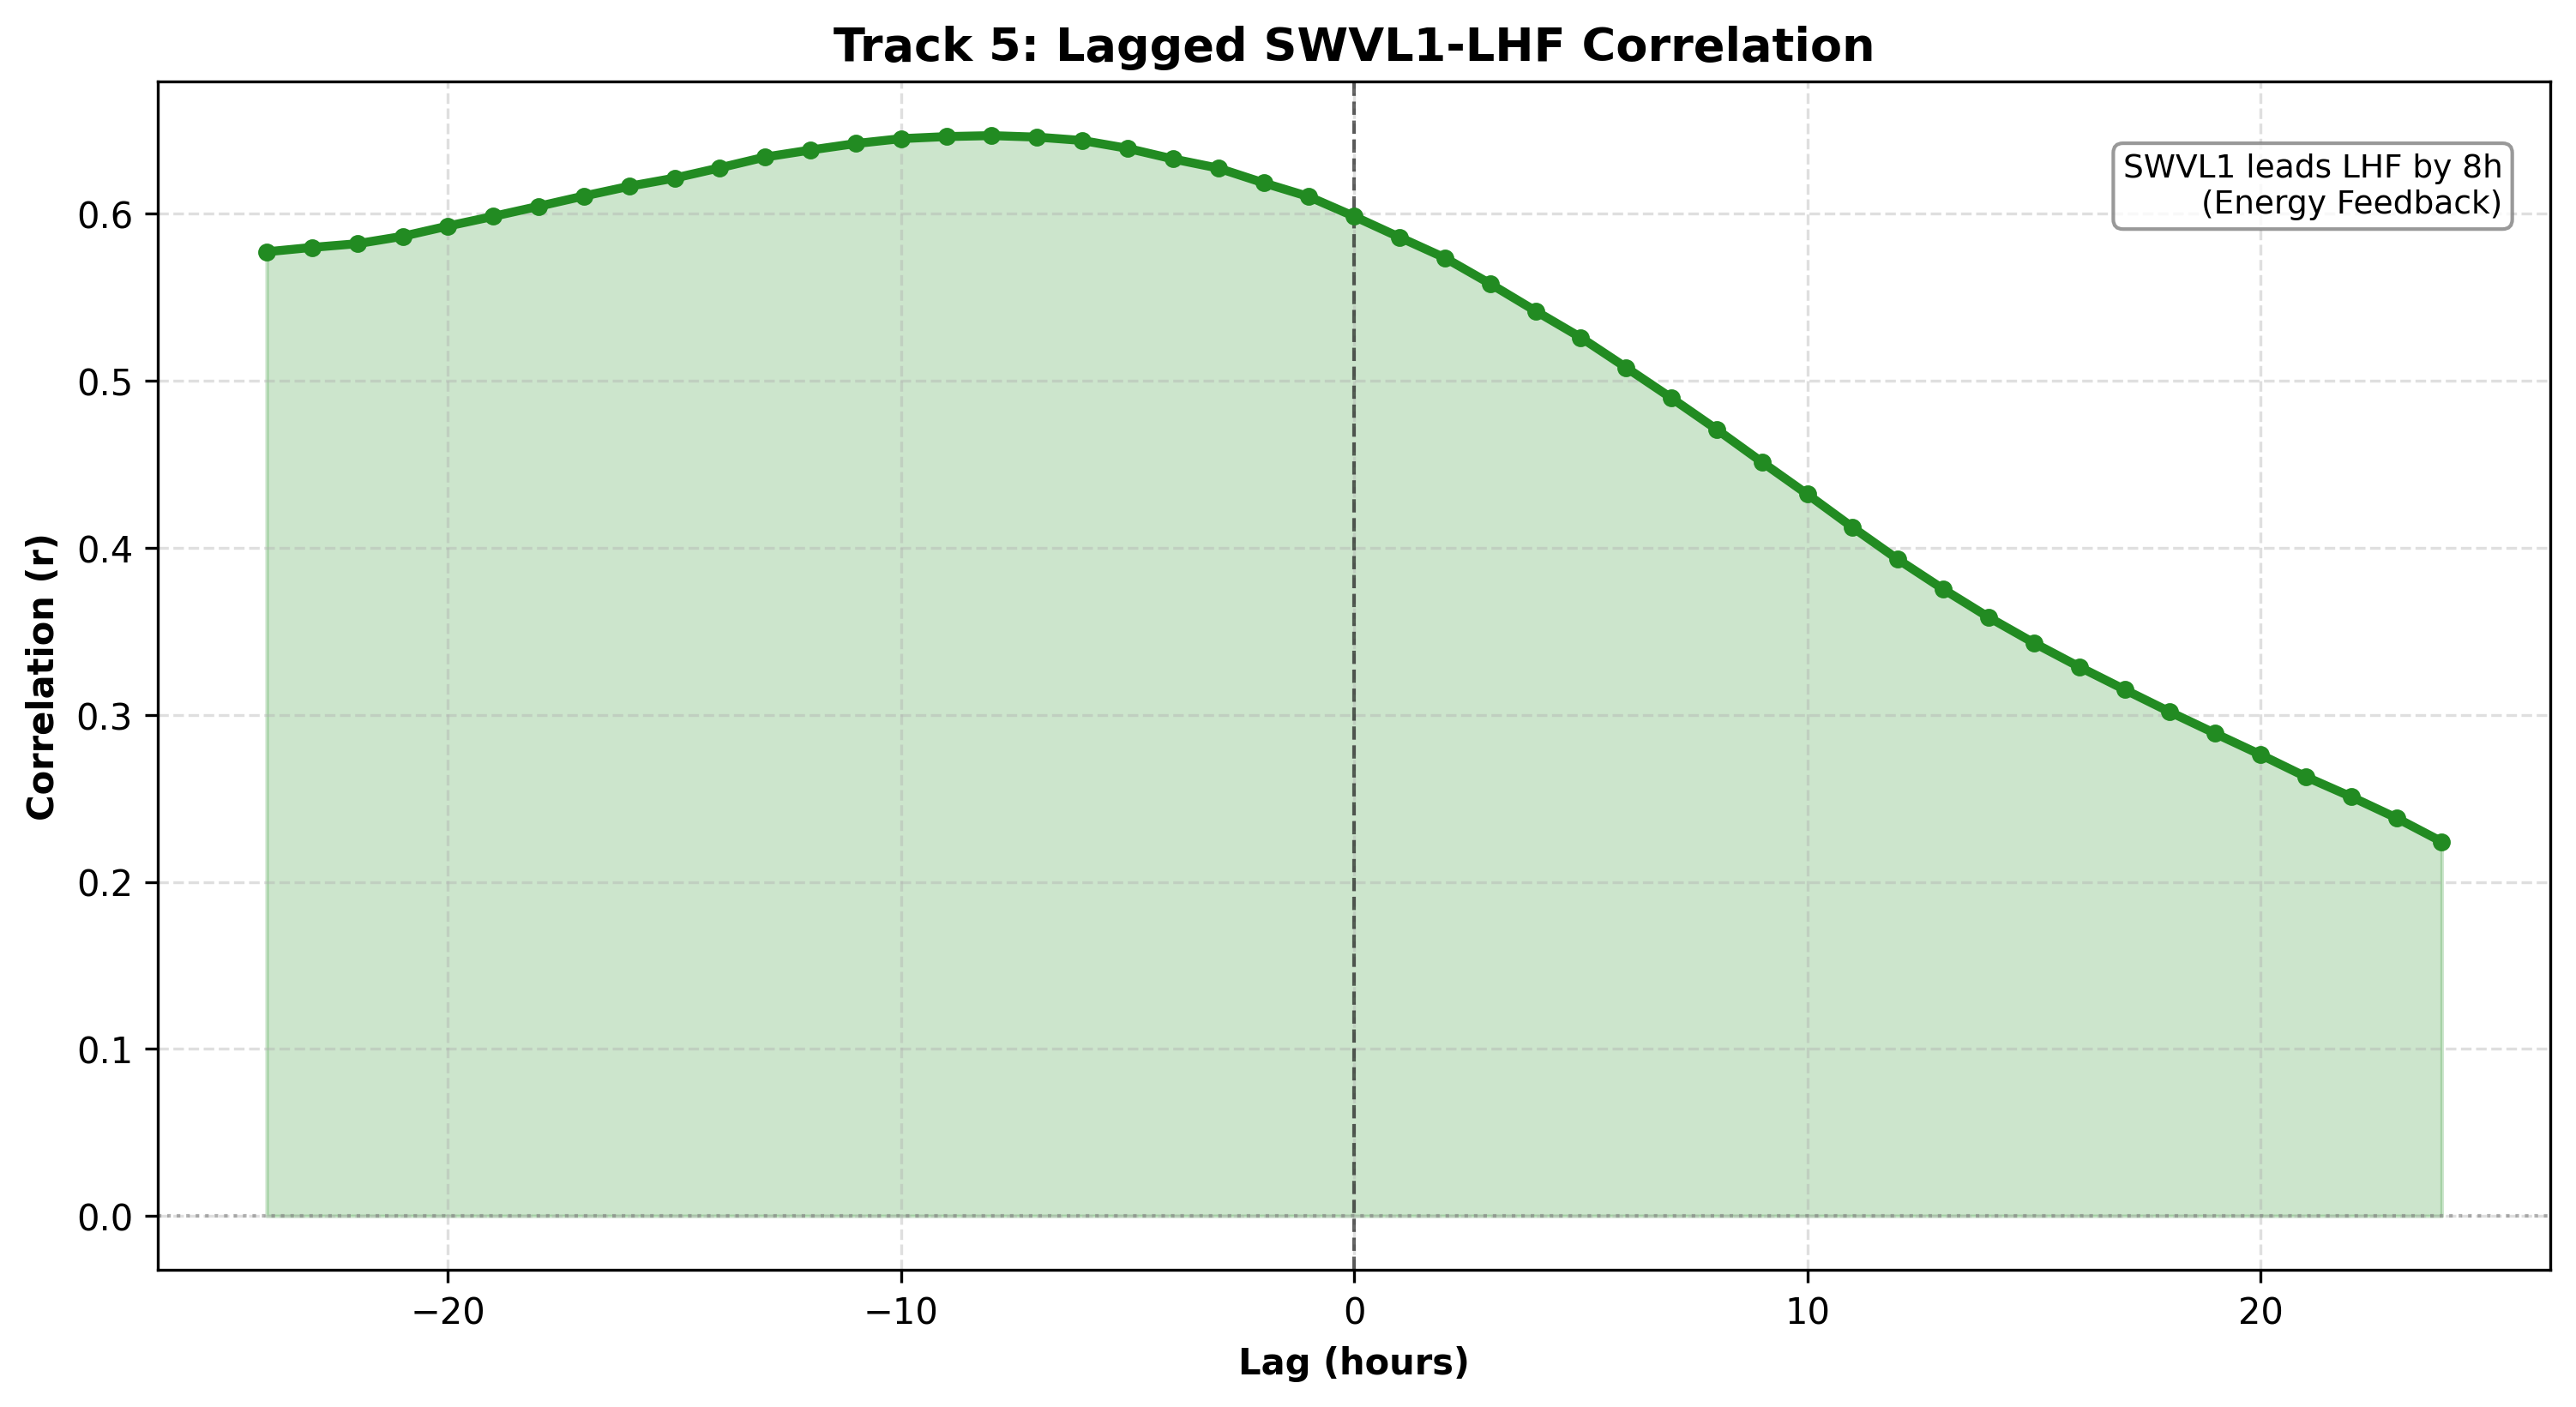 Track 5: Lagged SWVL1-LHF Correlation
SWVL1 leads LHF by 8h
(Energy Feedback)
Correlation (r)
0.6
0.5
0.4
0.3
0.2
0.1
0.0
−20
−10
0
10
20
Lag (hours)